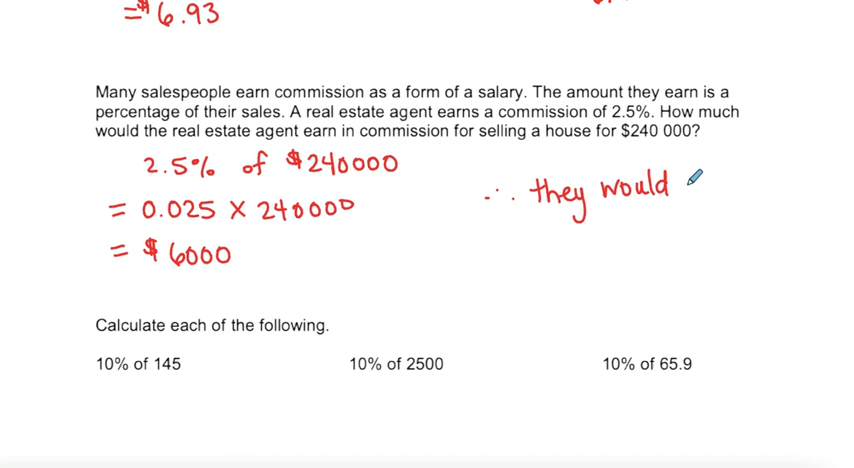 =$6.93
Many salespeople earn commission as a form of a salary. The amount they earn is a
percentage of their sales. A real estate agent earns a commission of 2.5%. How much
would the real estate agent earn in commission for selling a house for $240 000?
2.5% of $240000
= 0.025 × 240000
= $6000
∴ they would
Calculate each of the following.
10% of 145 10% of 2500 10% of 65.9